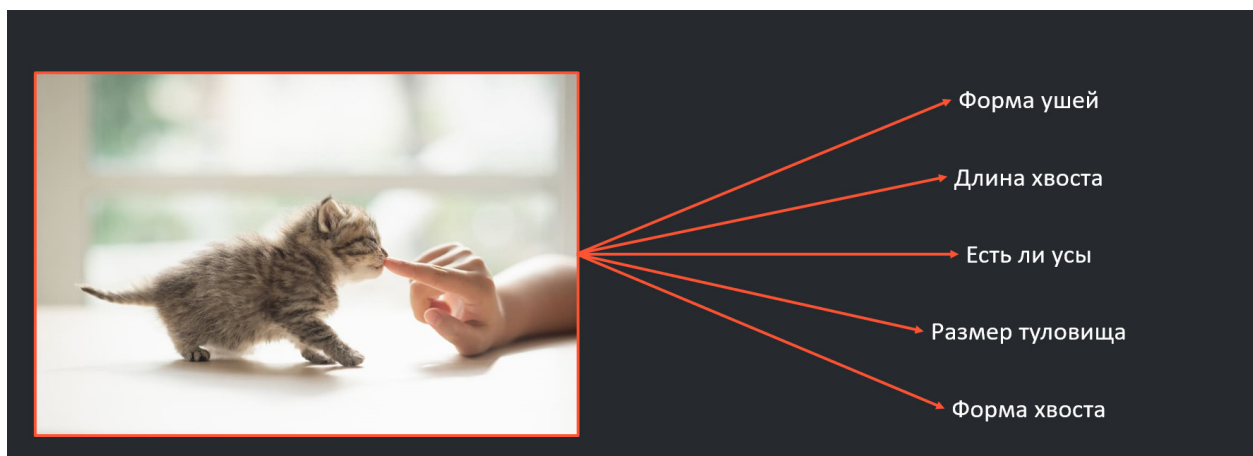 Форма ушей
Длина хвоста
Есть ли усы
Размер туловища
Форма хвоста